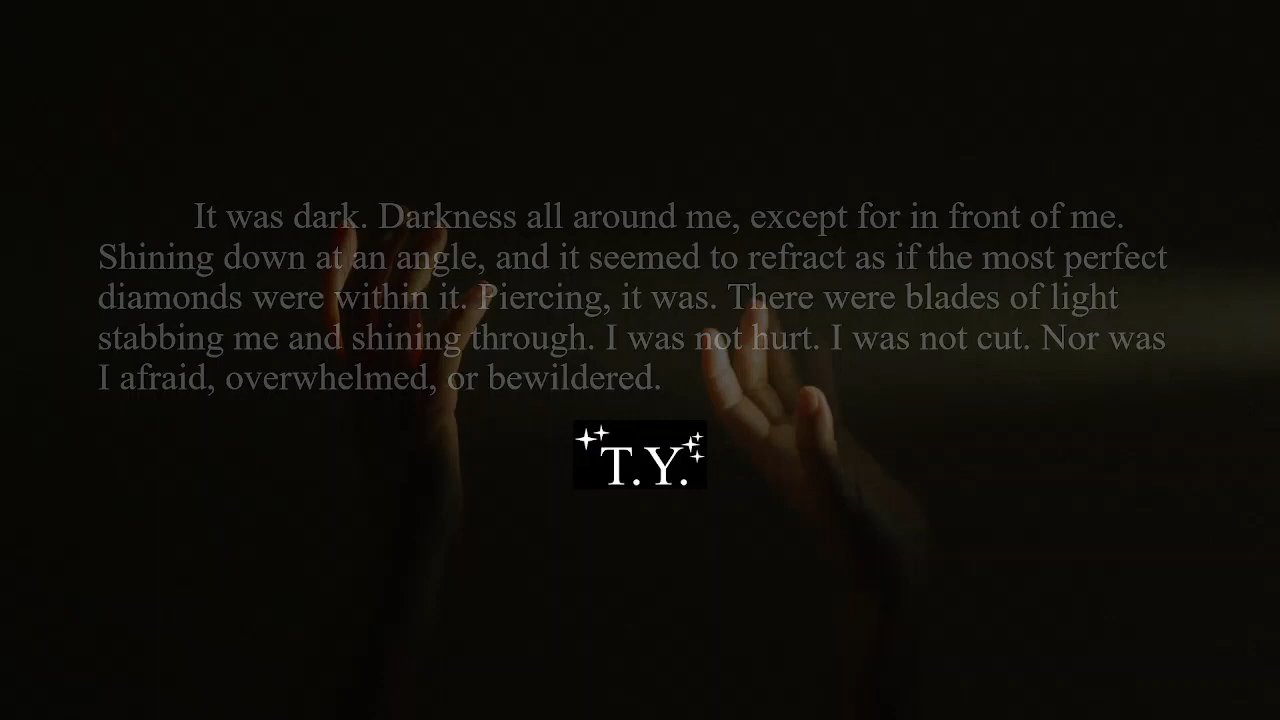 It was dark. Darkness all around me, except for in front of me.
Shining down at an angle, and it seemed to refract as if the most perfect
diamonds were within it. Piercing, it was. There were blades of light
stabbing me and shining through. I was not hurt. I was not cut. Nor was
I afraid, overwhelmed, or bewildered.
T.Y.